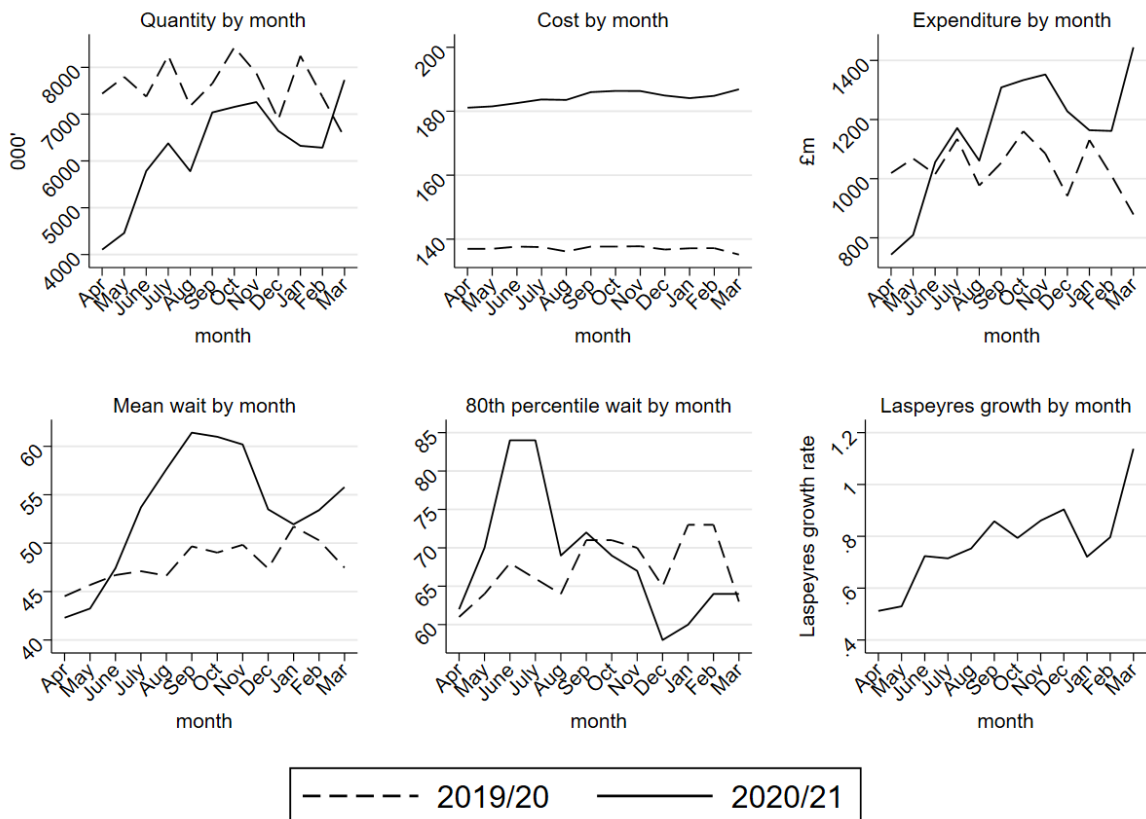 Quantity by month
000'
8000
7000
6000
5000
4000
Apr May June July Aug Sep Oct Nov Dec Jan Feb Mar
month
Cost by month
200
180
160
140
Apr May June July Aug Sep Oct Nov Dec Jan Feb Mar
month
Expenditure by month
£m
1400
1200
1000
800
Apr May June July Aug Sep Oct Nov Dec Jan Feb Mar
month
Mean wait by month
60
55
50
45
40
Apr May June July Aug Sep Oct Nov Dec Jan Feb Mar
month
80th percentile wait by month
85
80
75
70
65
60
Apr May June July Aug Sep Oct Nov Dec Jan Feb Mar
month
Laspeyres growth by month
Laspeyres growth rate
1.2
1
.8
.6
.4
Apr May June July Aug Sep Oct Nov Dec Jan Feb Mar
month
2019/20 2020/21